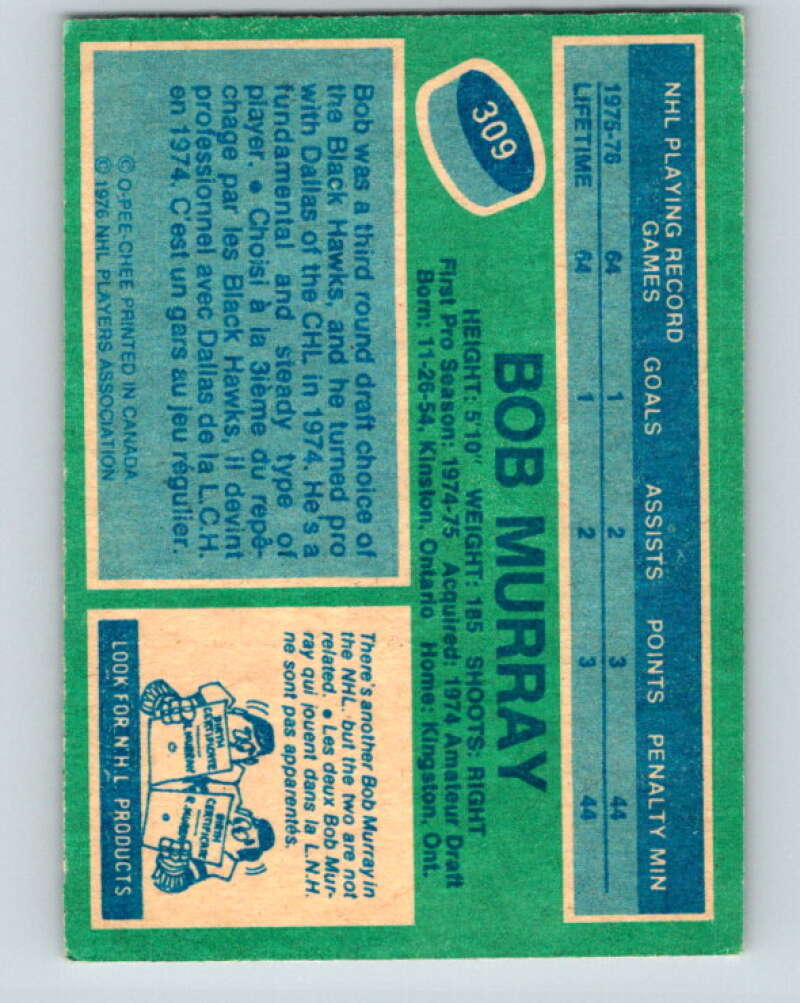 NHL PLAYING RECORD
GAMES GOALS ASSISTS POINTS PENALTY MIN
1975-76 64 1 2 3 44
LIFETIME 64 1 2 3 44
309
BOB MURRAY
HEIGHT: 5'10" WEIGHT: 185 SHOOTS: RIGHT
First Pro Season: 1974-75 Acquired: 1974 Amateur Draft
Born: 11-26-54, Kinston, Ontario Home: Kingston, Ont.
Bob was a third round draft choice of
the Black Hawks, and he turned pro
with Dallas of the CHL in 1974. He's a
fundamental and steady type of
player. • Choisi à la 3ième du repê-
chage par les Black Hawks, il devint
professionnel avec Dallas de la L.C.H.
en 1974. C'est un gars au jeu régulier.
© O-PEE-CHEE PRINTED IN CANADA
© 1976 NHL PLAYERS ASSOCIATION
There's another Bob Murray in
the NHL, but the two are not
related. • Les deux Bob Mur-
ray qui jouent dans la L.N.H.
ne sont pas apparentés.
BIRTH
CERTIFICATE
BIRTH
CERTIFICATE
LOOK FOR N'H'L PRODUCTS